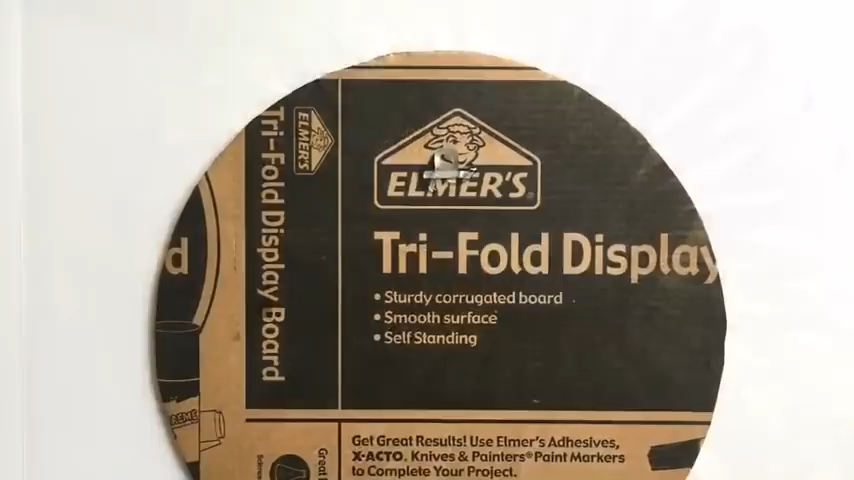 ELMER'S
Tri-Fold Display Board
d
ELMER'S®
Tri-Fold Display
• Sturdy corrugated board
• Smooth surface
• Self Standing
Get Great Results! Use Elmer's Adhesives,
X-ACTO® Knives & Painters® Paint Markers
to Complete Your Project.
Great